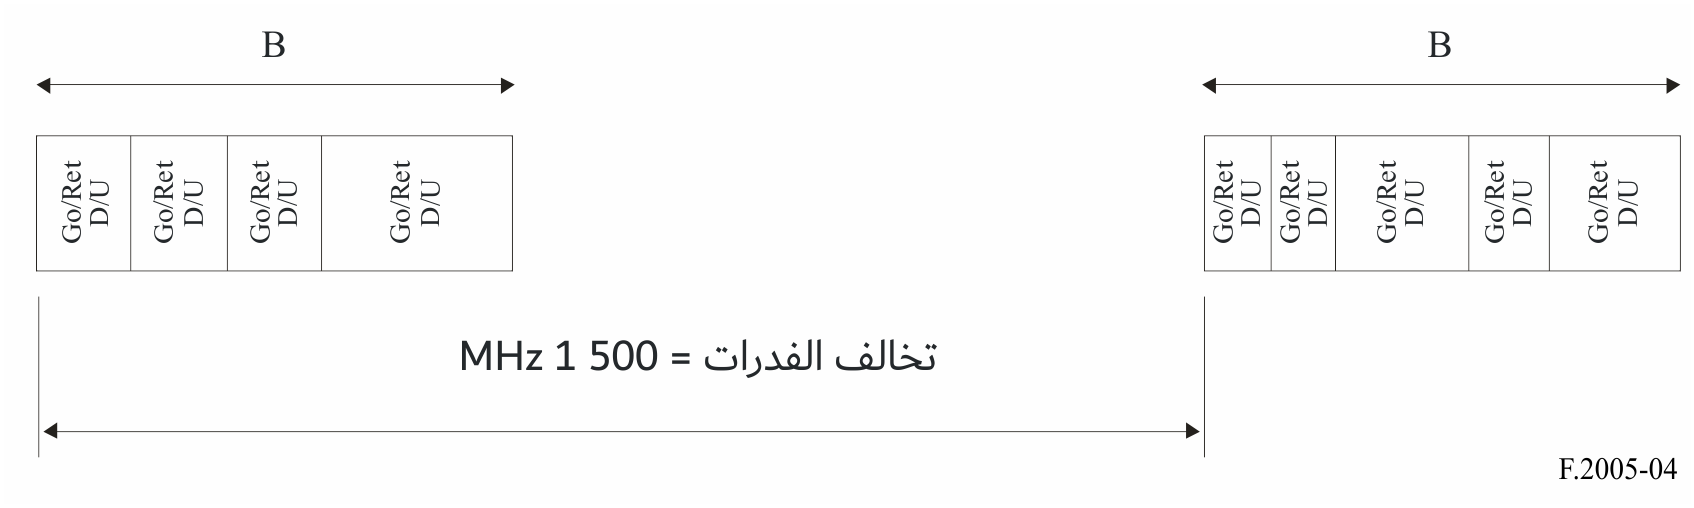 B
B
Go/Ret
D/U
Go/Ret
D/U
Go/Ret
D/U
Go/Ret
D/U
Go/Ret
D/U
Go/Ret
D/U
Go/Ret
D/U
Go/Ret
D/U
Go/Ret
D/U
تخالف الفدرات = MHz 1 500
F.2005-04